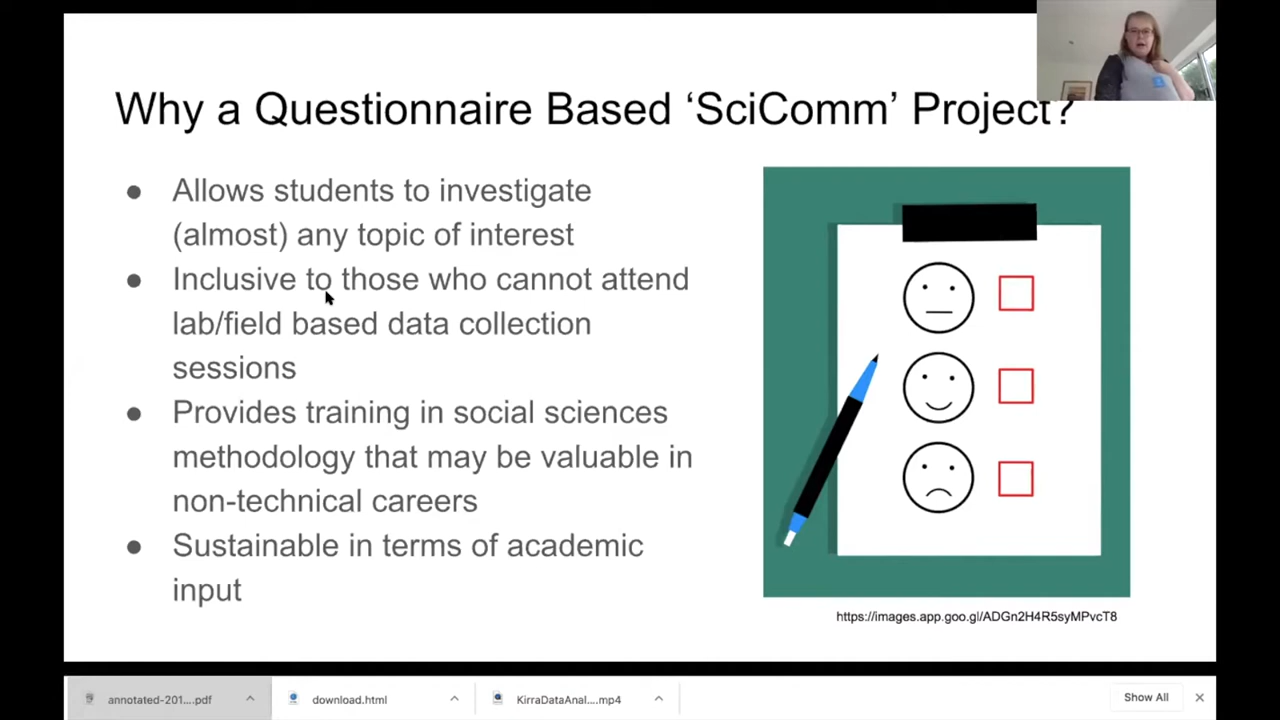 Why a Questionnaire Based ‘SciComm’ Project?
● Allows students to investigate
(almost) any topic of interest
● Inclusive to those who cannot attend
lab/field based data collection
sessions
● Provides training in social sciences
methodology that may be valuable in
non-technical careers
● Sustainable in terms of academic
input
https://images.app.goo.gl/ADGn2H4R5syMPvcT8
annotated-201....pdf
download.html
KirraDataAnal....mp4
Show All